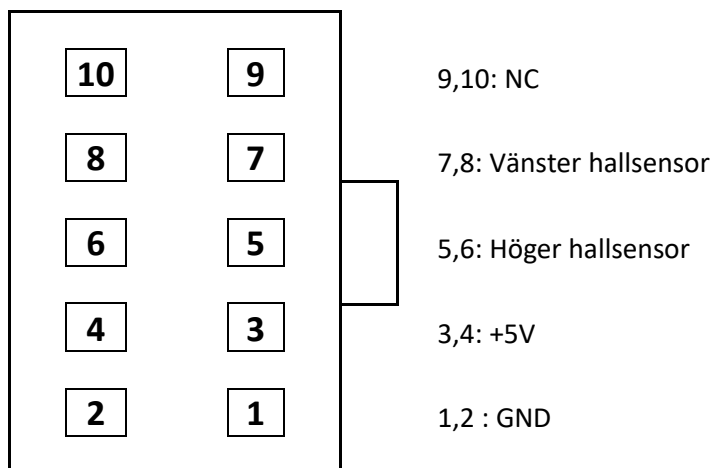 10 9 9,10: NC
8 7 7,8: Vänster hallsensor
6 5 5,6: Höger hallsensor
4 3 3,4: +5V
2 1 1,2 : GND